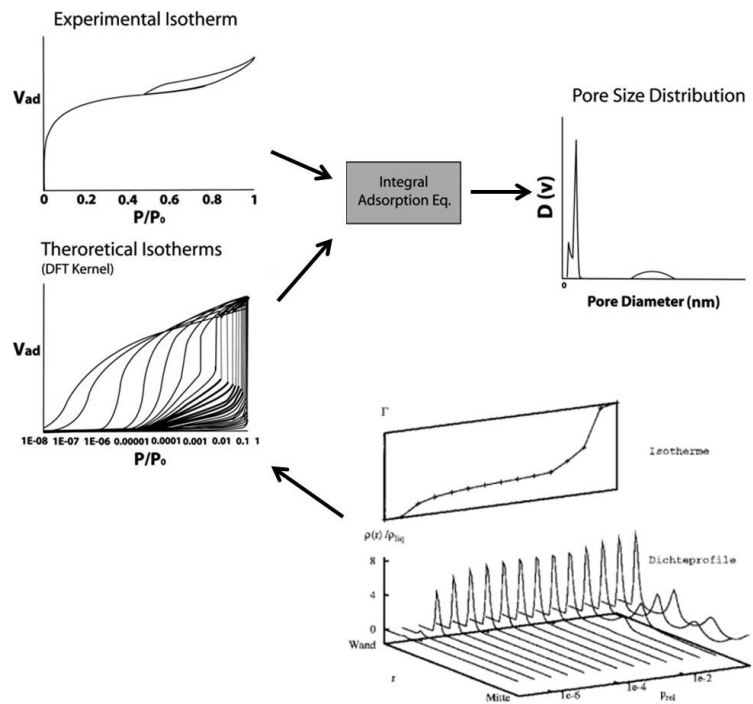 Experimental Isotherm
Vad
0 0.2 0.4 0.6 0.8 1
P/P₀
Integral
Adsorption Eq.
Pore Size Distribution
D (v)
0
Pore Diameter (nm)
Theroretical Isotherms
(DFT Kernel)
Vad
1E-08 1E-07 1E-06 0.00001 0.0001 0.001 0.01 0.1 1
P/P₀
Γ
Isotherme
ρ(r) /ρliq
Dichteprofile
8
4
0
Wand
r
Mitte
1e-6
1e-4
1e-2
Prel